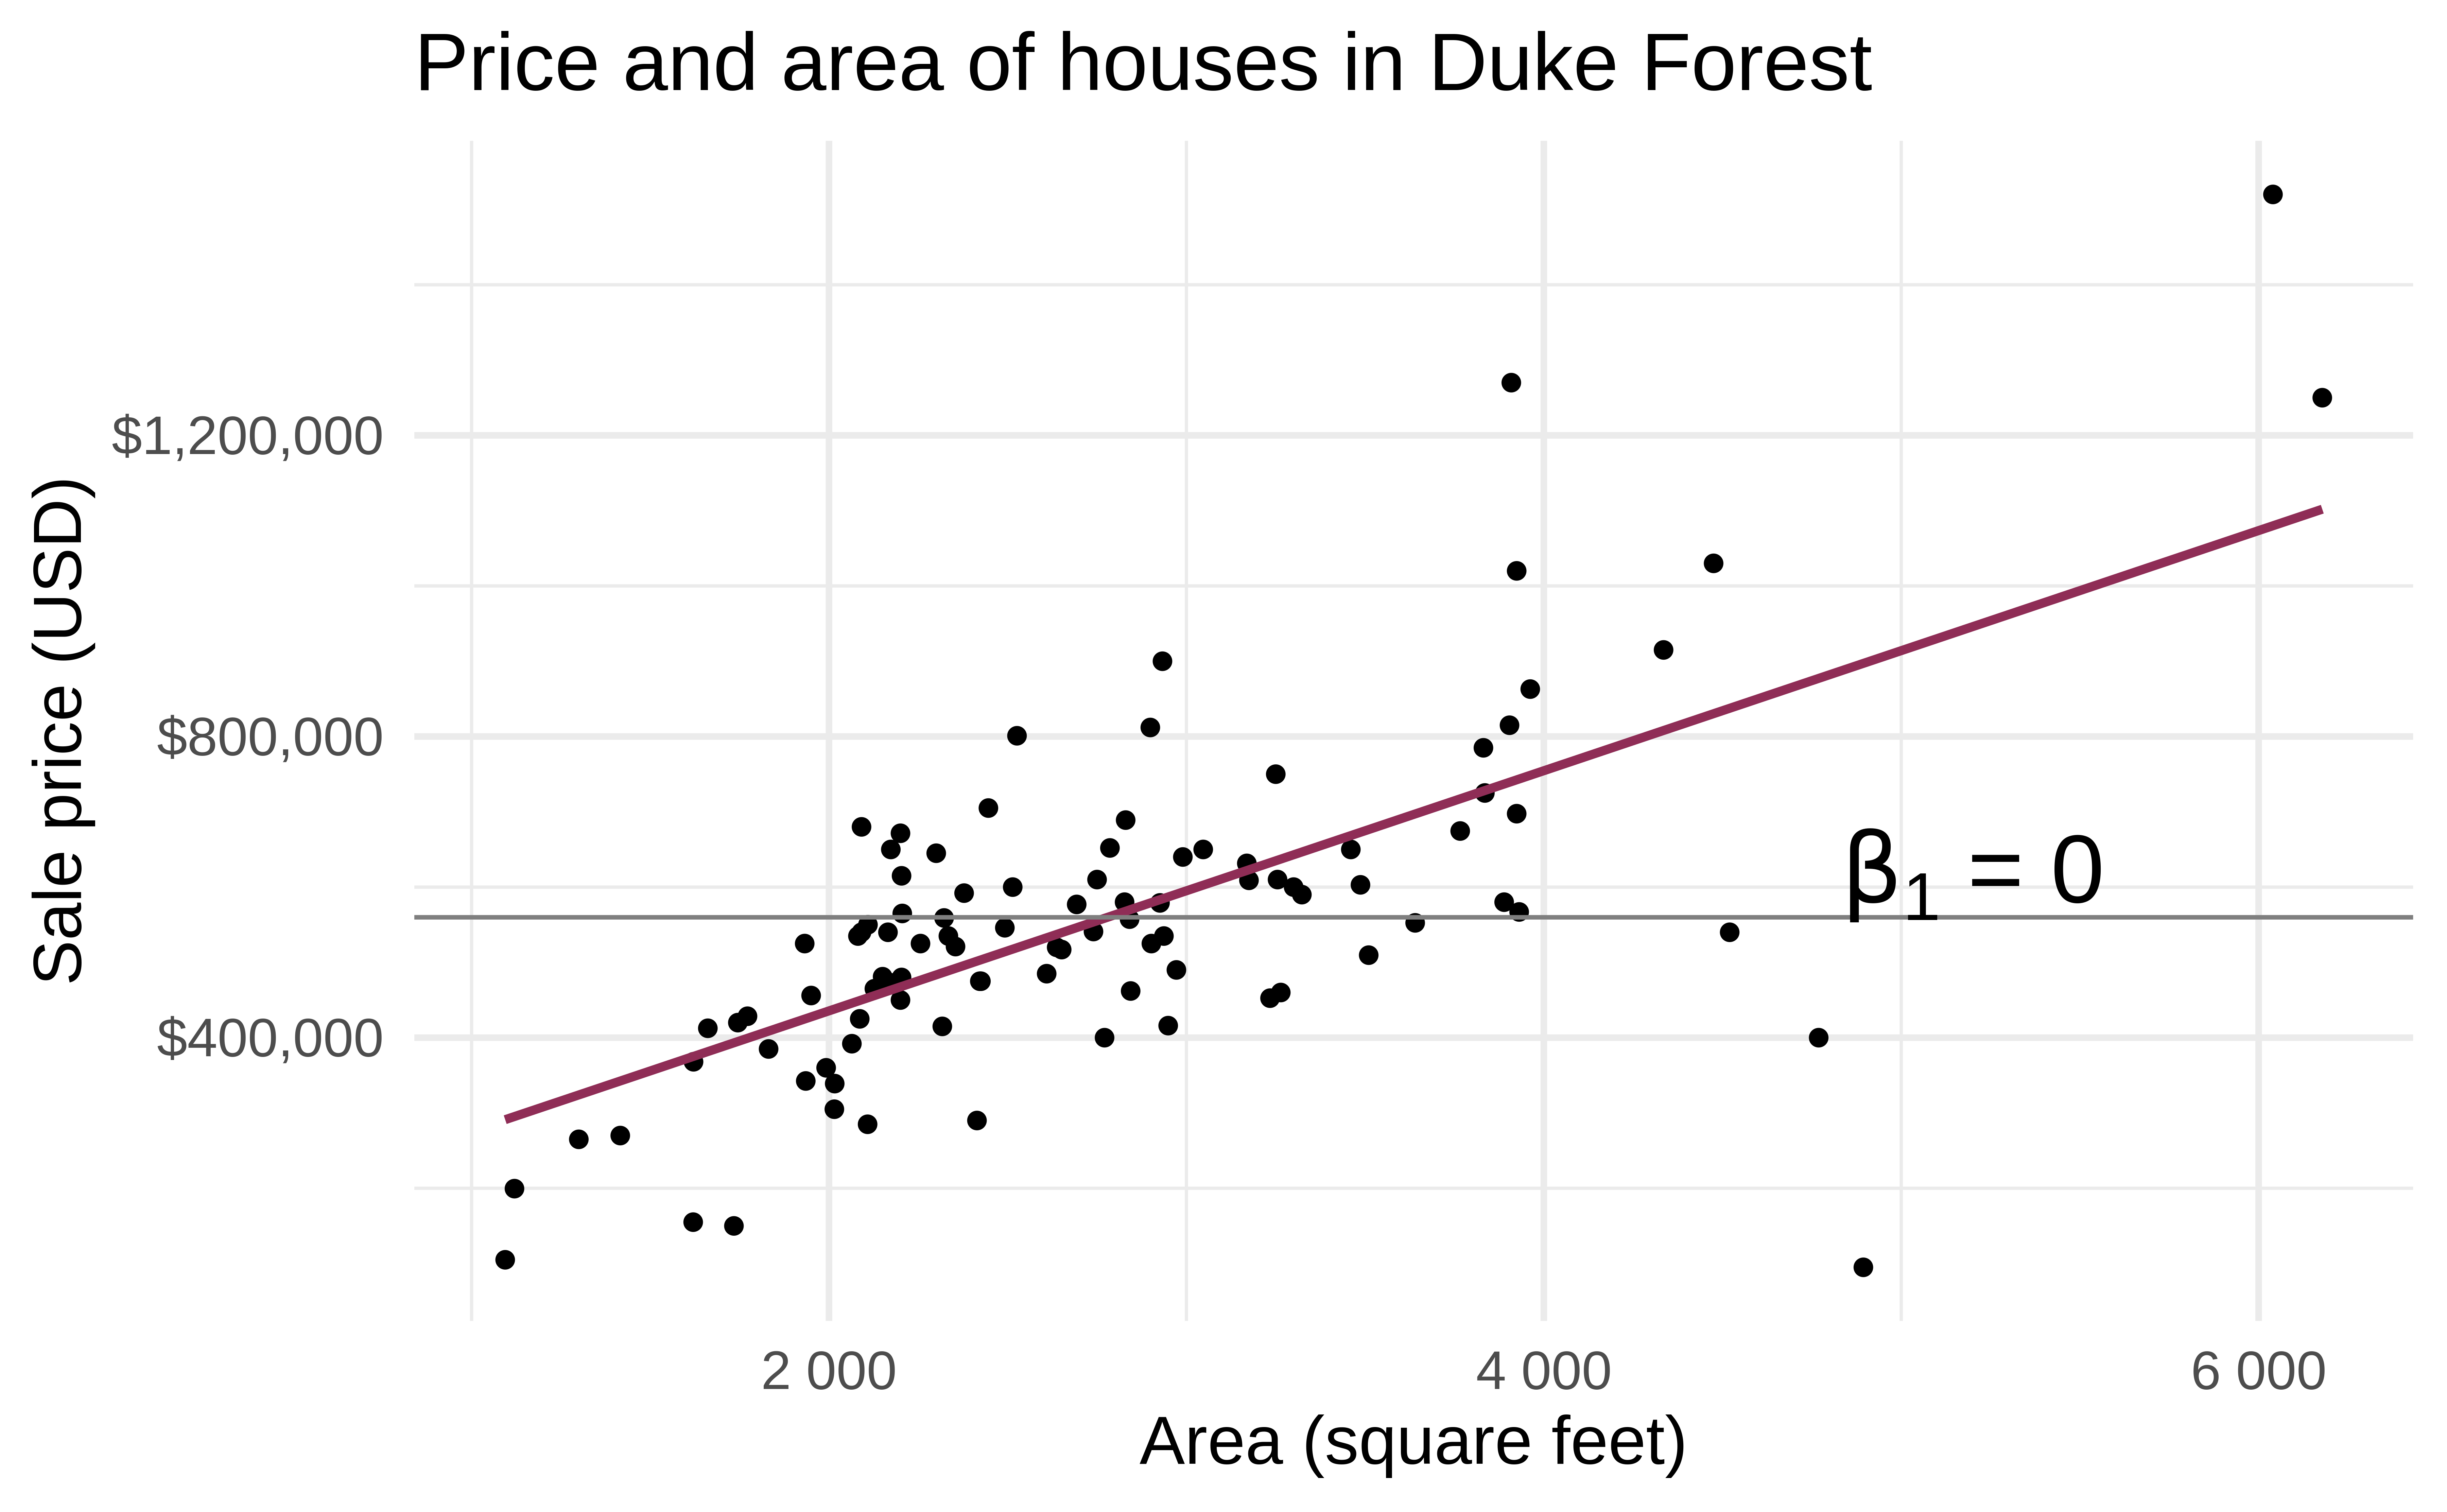 Price and area of houses in Duke Forest
Sale price (USD)
$1,200,000
$800,000
$400,000
β₁ = 0
2 000
4 000
6 000
Area (square feet)